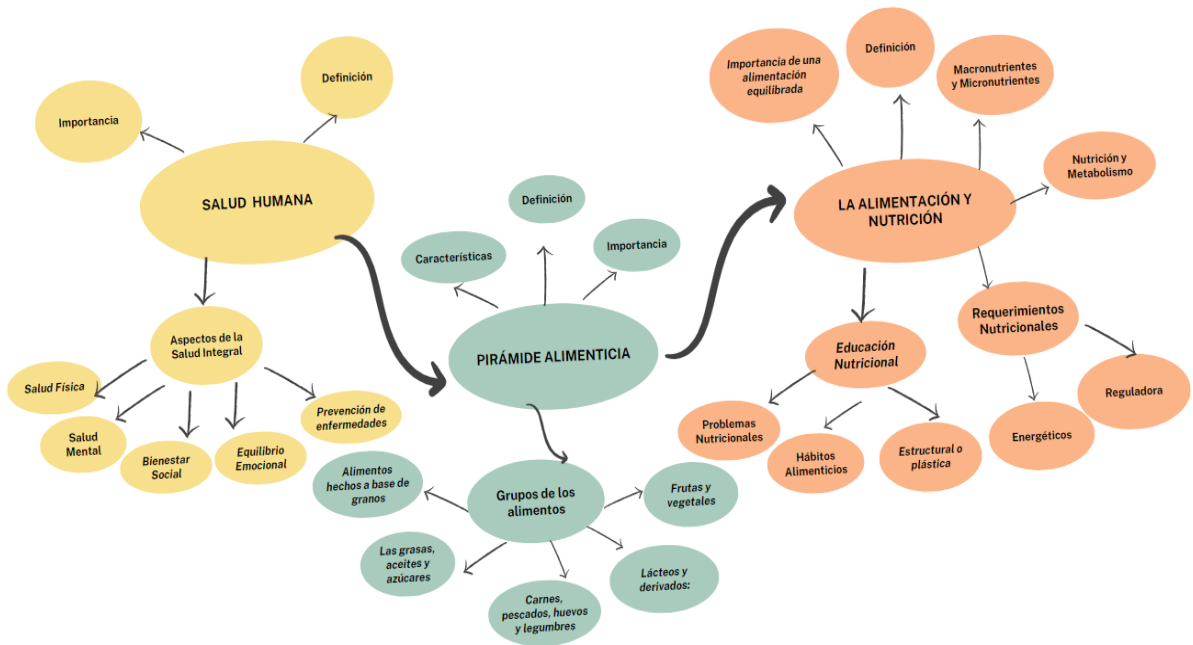 Definición
Importancia
SALUD HUMANA
Aspectos de la
Salud Integral
Salud Física
Salud
Mental
Bienestar
Social
Equilibrio
Emocional
Prevención de
enfermedades
Definición
Características
Importancia
PIRÁMIDE ALIMENTICIA
Grupos de los
alimentos
Alimentos
hechos a base de
granos
Las grasas,
aceites y
azúcares
Carnes,
pescados, huevos
y legumbres
Lácteos y
derivados:
Frutas y
vegetales
Importancia de una
alimentación
equilibrada
Definición
Macronutrientes
y Micronutrientes
Nutrición y
Metabolismo
LA ALIMENTACIÓN Y
NUTRICIÓN
Educación
Nutricional
Problemas
Nutricionales
Hábitos
Alimenticios
Estructural o
plástica
Requerimientos
Nutricionales
Energéticos
Reguladora